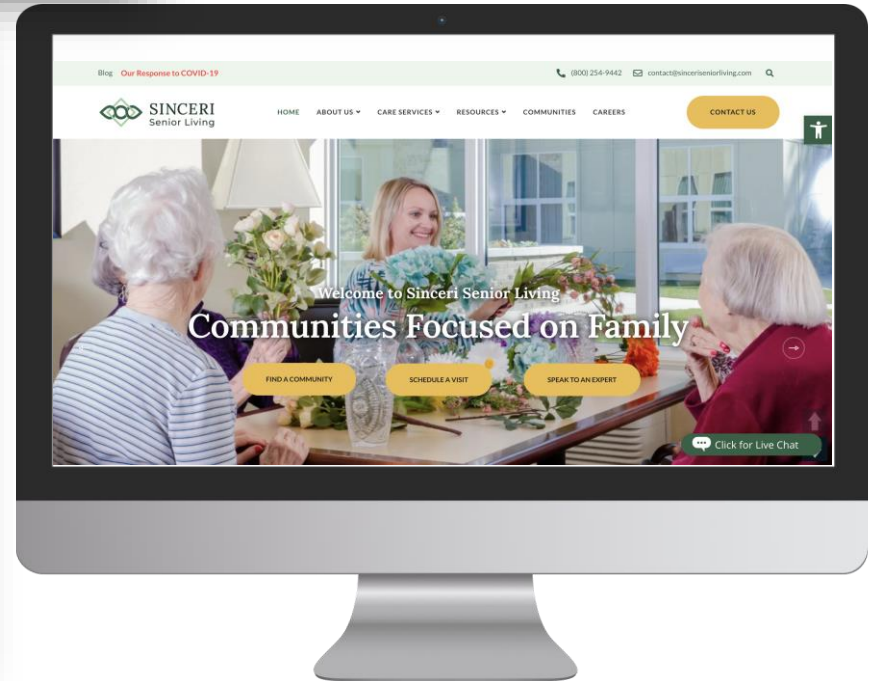 Blog Our Response to COVID-19 (800) 254-9442 contact@sinceriseniorliving.com
SINCERI
Senior Living
HOME ABOUT US CARE SERVICES RESOURCES COMMUNITIES CAREERS CONTACT US
Welcome to Sinceri Senior Living
Communities Focused on Family
FIND A COMMUNITY SCHEDULE A VISIT SPEAK TO AN EXPERT
Click for Live Chat